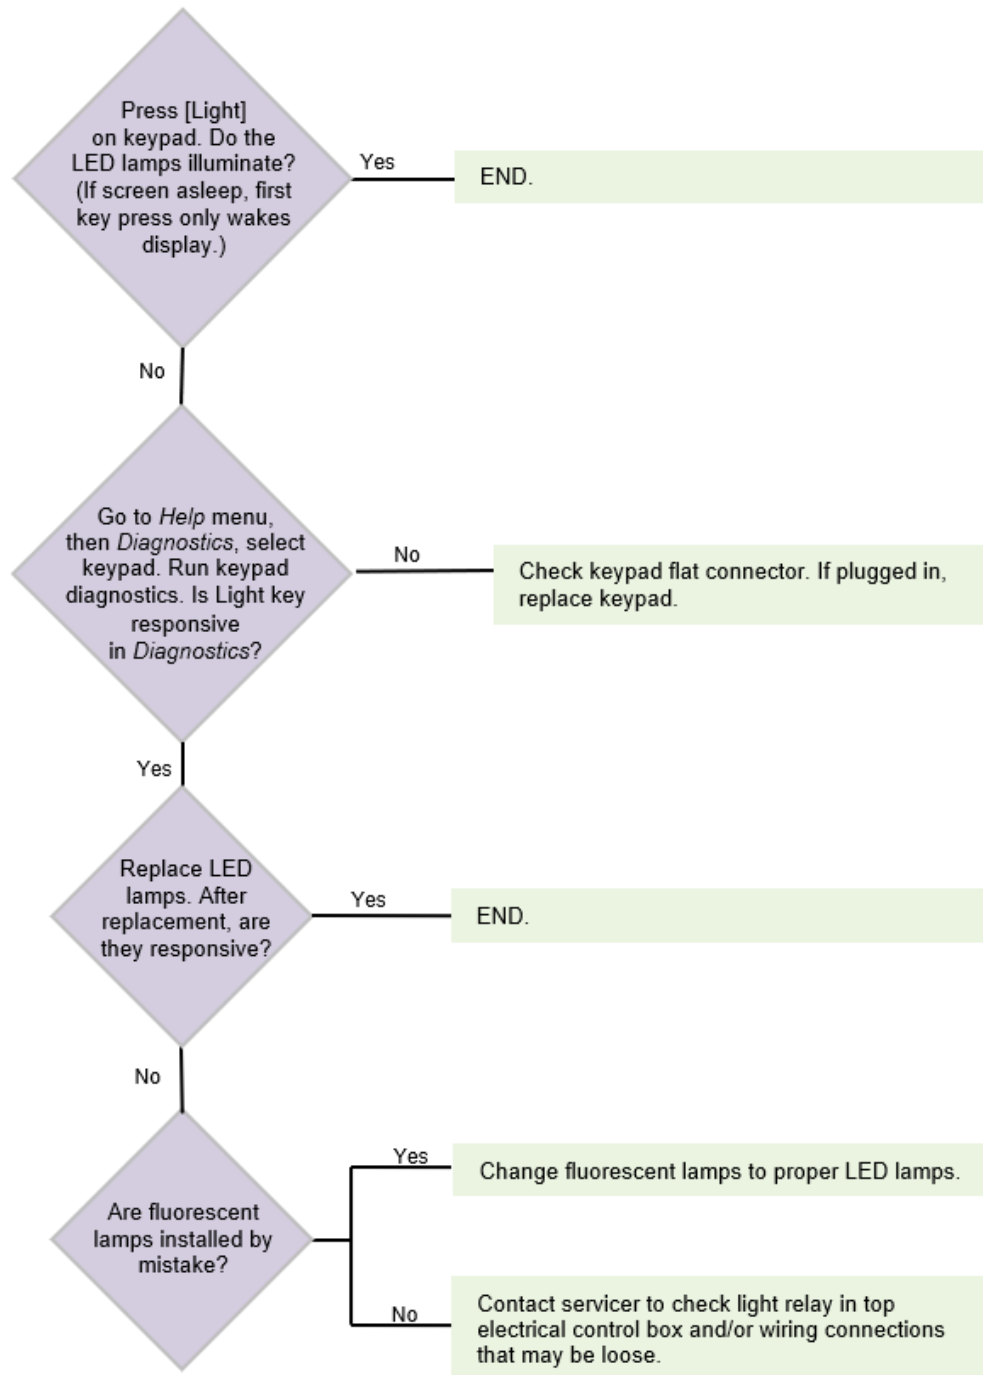 Press [Light]
on keypad. Do the
LED lamps illuminate?
(If screen asleep, first
key press only wakes
display.)
Yes
END.
No
Go to Help menu,
then Diagnostics, select
keypad. Run keypad
diagnostics. Is Light key
responsive
in Diagnostics?
No
Check keypad flat connector. If plugged in,
replace keypad.
Yes
Replace LED
lamps. After
replacement, are
they responsive?
Yes
END.
No
Are fluorescent
lamps installed by
mistake?
Yes
Change fluorescent lamps to proper LED lamps.
No
Contact servicer to check light relay in top
electrical control box and/or wiring connections
that may be loose.